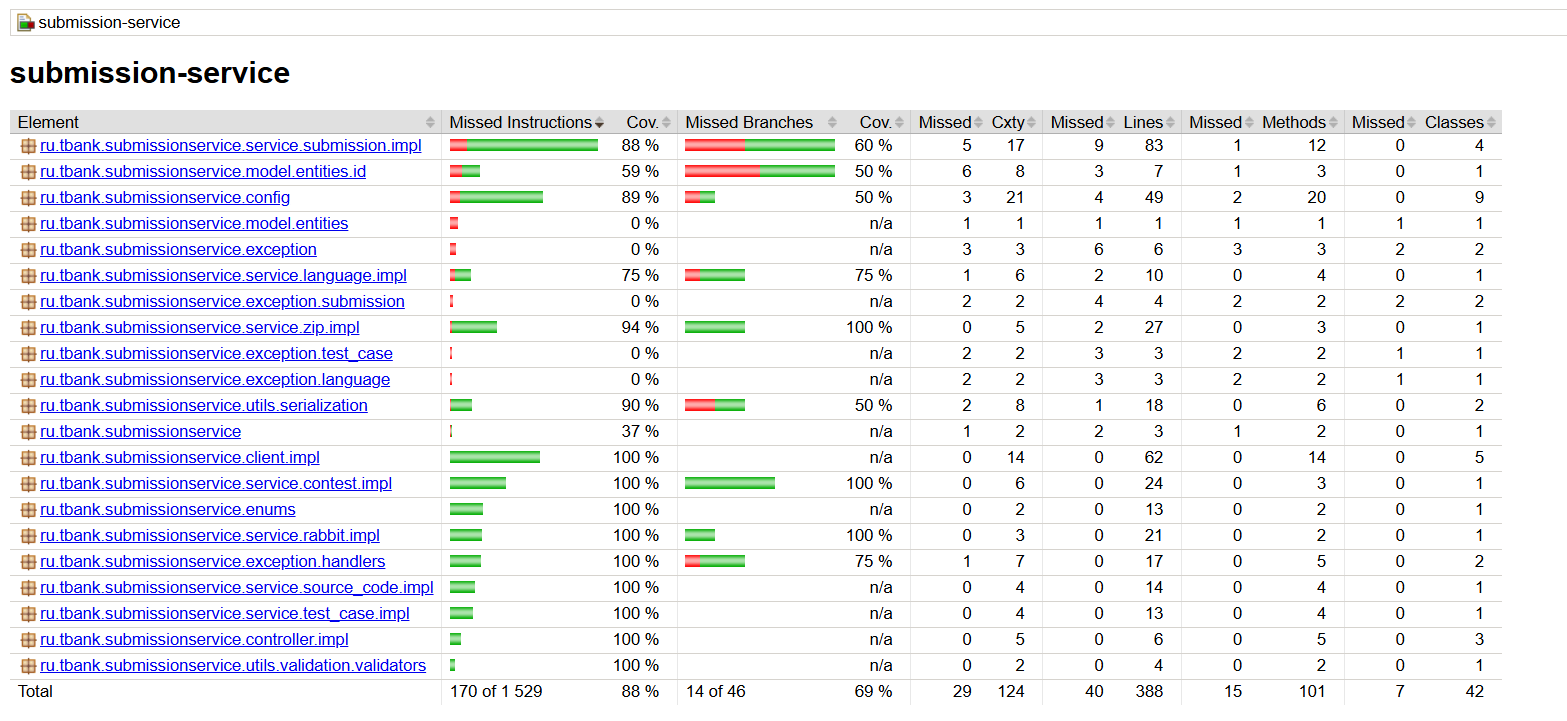 submission-service
submission-service
Element Missed Instructions Cov. Missed Branches Cov. Missed Cxty Missed Lines Missed Methods Missed Classes
ru.tbank.submissionservice.service.submission.impl 88 % 60 % 5 17 9 83 1 12 0 4
ru.tbank.submissionservice.model.entities.id 59 % 50 % 6 8 3 7 1 3 0 1
ru.tbank.submissionservice.config 89 % 50 % 3 21 4 49 2 20 0 9
ru.tbank.submissionservice.model.entities 0 % n/a 1 1 1 1 1 1 1 1
ru.tbank.submissionservice.exception 0 % n/a 3 3 6 6 3 3 2 2
ru.tbank.submissionservice.service.language.impl 75 % 75 % 1 6 2 10 0 4 0 1
ru.tbank.submissionservice.exception.submission 0 % n/a 2 2 4 4 2 2 2 2
ru.tbank.submissionservice.service.zip.impl 94 % 100 % 0 5 2 27 0 3 0 1
ru.tbank.submissionservice.exception.test_case 0 % n/a 2 2 3 3 2 2 1 1
ru.tbank.submissionservice.exception.language 0 % n/a 2 2 3 3 2 2 1 1
ru.tbank.submissionservice.utils.serialization 90 % 50 % 2 8 1 18 0 6 0 2
ru.tbank.submissionservice 37 % n/a 1 2 2 3 1 2 0 1
ru.tbank.submissionservice.client.impl 100 % n/a 0 14 0 62 0 14 0 5
ru.tbank.submissionservice.service.contest.impl 100 % 100 % 0 6 0 24 0 3 0 1
ru.tbank.submissionservice.enums 100 % n/a 0 2 0 13 0 2 0 1
ru.tbank.submissionservice.service.rabbit.impl 100 % 100 % 0 3 0 21 0 2 0 1
ru.tbank.submissionservice.exception.handlers 100 % 75 % 1 7 0 17 0 5 0 2
ru.tbank.submissionservice.service.source_code.impl 100 % n/a 0 4 0 14 0 4 0 1
ru.tbank.submissionservice.service.test_case.impl 100 % n/a 0 4 0 13 0 4 0 1
ru.tbank.submissionservice.controller.impl 100 % n/a 0 5 0 6 0 5 0 3
ru.tbank.submissionservice.utils.validation.validators 100 % n/a 0 2 0 4 0 2 0 1
Total 170 of 1 529 88 % 14 of 46 69 % 29 124 40 388 15 101 7 42